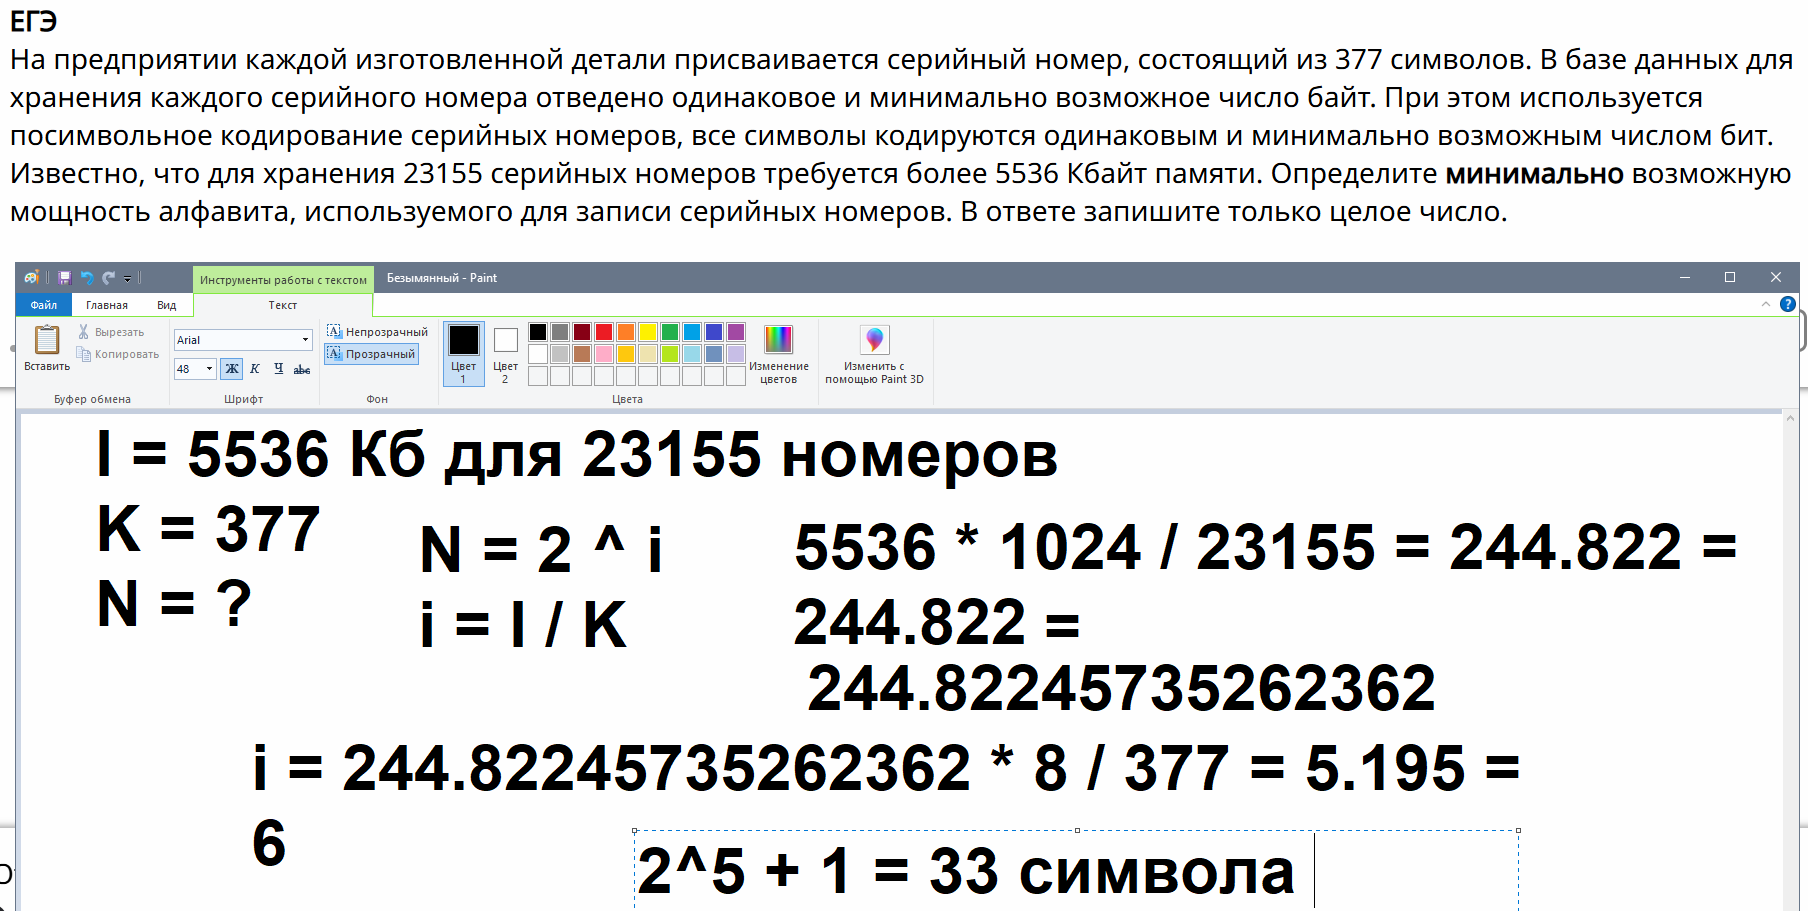 ЕГЭ
На предприятии каждой изготовленной детали присваивается серийный номер, состоящий из 377 символов. В базе данных для
хранения каждого серийного номера отведено одинаковое и минимально возможное число байт. При этом используется
посимвольное кодирование серийных номеров, все символы кодируются одинаковым и минимально возможным числом бит.
Известно, что для хранения 23155 серийных номеров требуется более 5536 Кбайт памяти. Определите минимально возможную
мощность алфавита, используемого для записи серийных номеров. В ответе запишите только целое число.
Инструменты работы с текстом
Безымянный - Paint
Файл
Главная
Вид
Текст
Вставить
Вырезать
Копировать
Буфер обмена
Arial
48
Ж К Ч abc
Шрифт
Непрозрачный
Прозрачный
Фон
Цвет
1
Цвет
2
Цвета
Изменение
цветов
Изменить с
помощью Paint 3D
I = 5536 Кб для 23155 номеров
K = 377
N = ?
N = 2 ^ i
i = I / K
5536 * 1024 / 23155 = 244.822 =
244.822 =
244.82245735262362
i = 244.82245735262362 * 8 / 377 = 5.195 =
6
2^5 + 1 = 33 символа